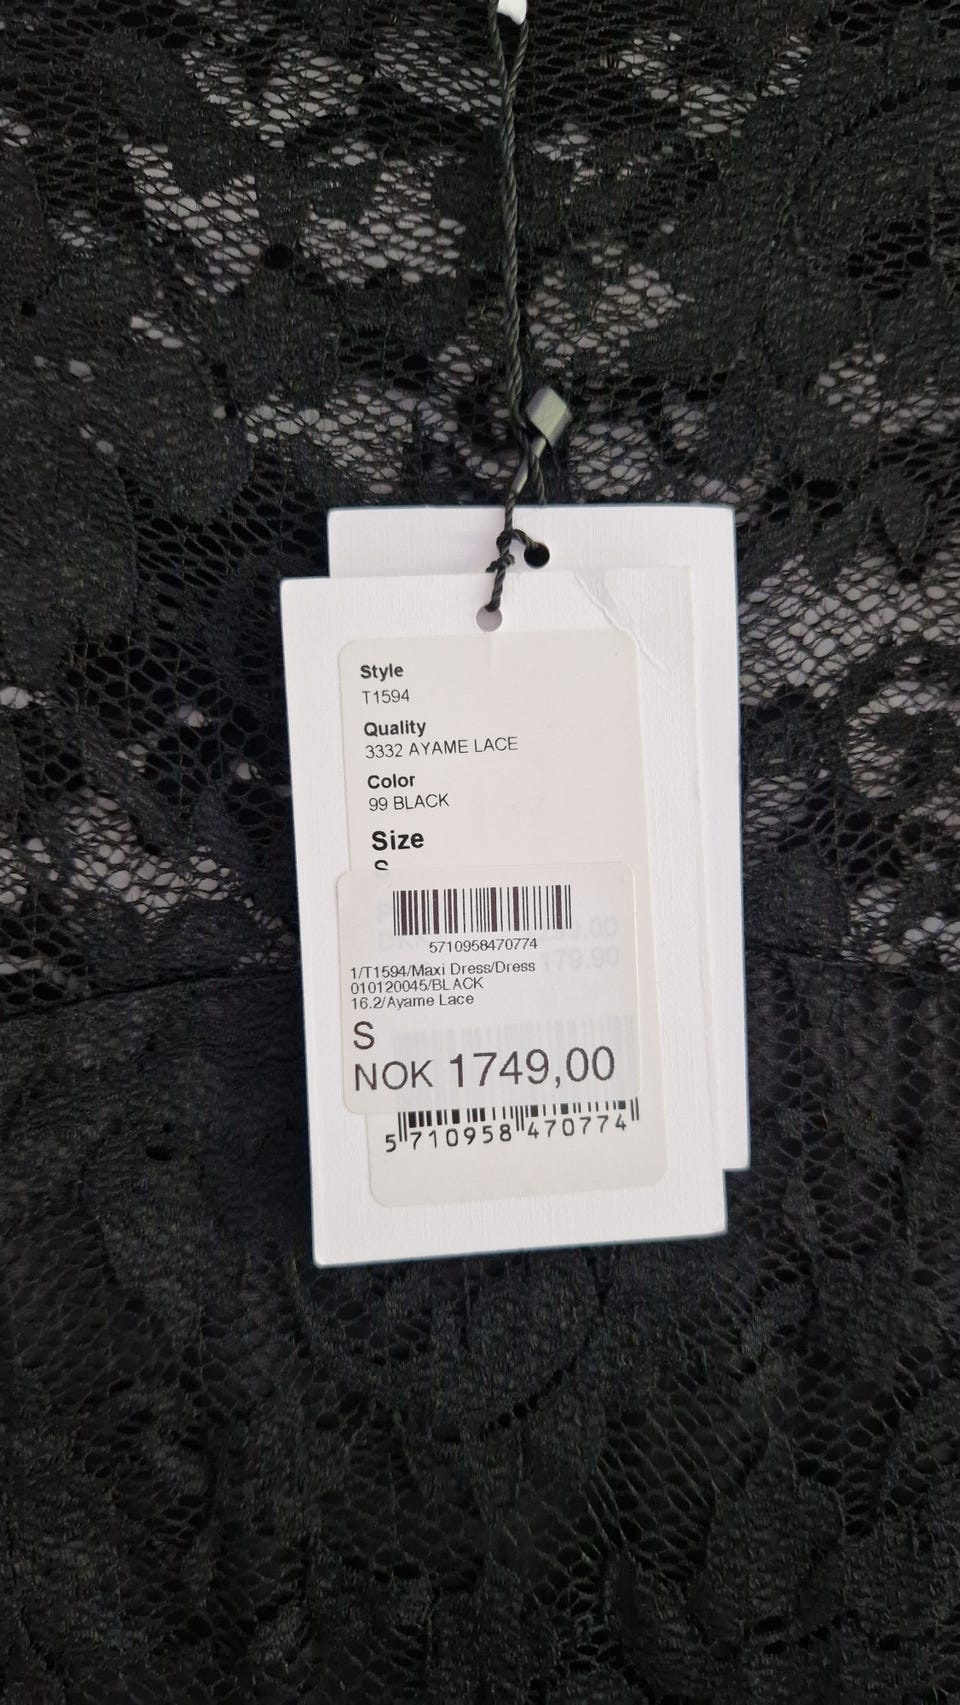 Style
T1594
Quality
3332 AYAME LACE
Color
99 BLACK
Size
S
5710958470774
1/T1594/Maxi Dress/Dress
010120045/BLACK
16.2/Ayame Lace
S
NOK 1749,00
5 710958 470774